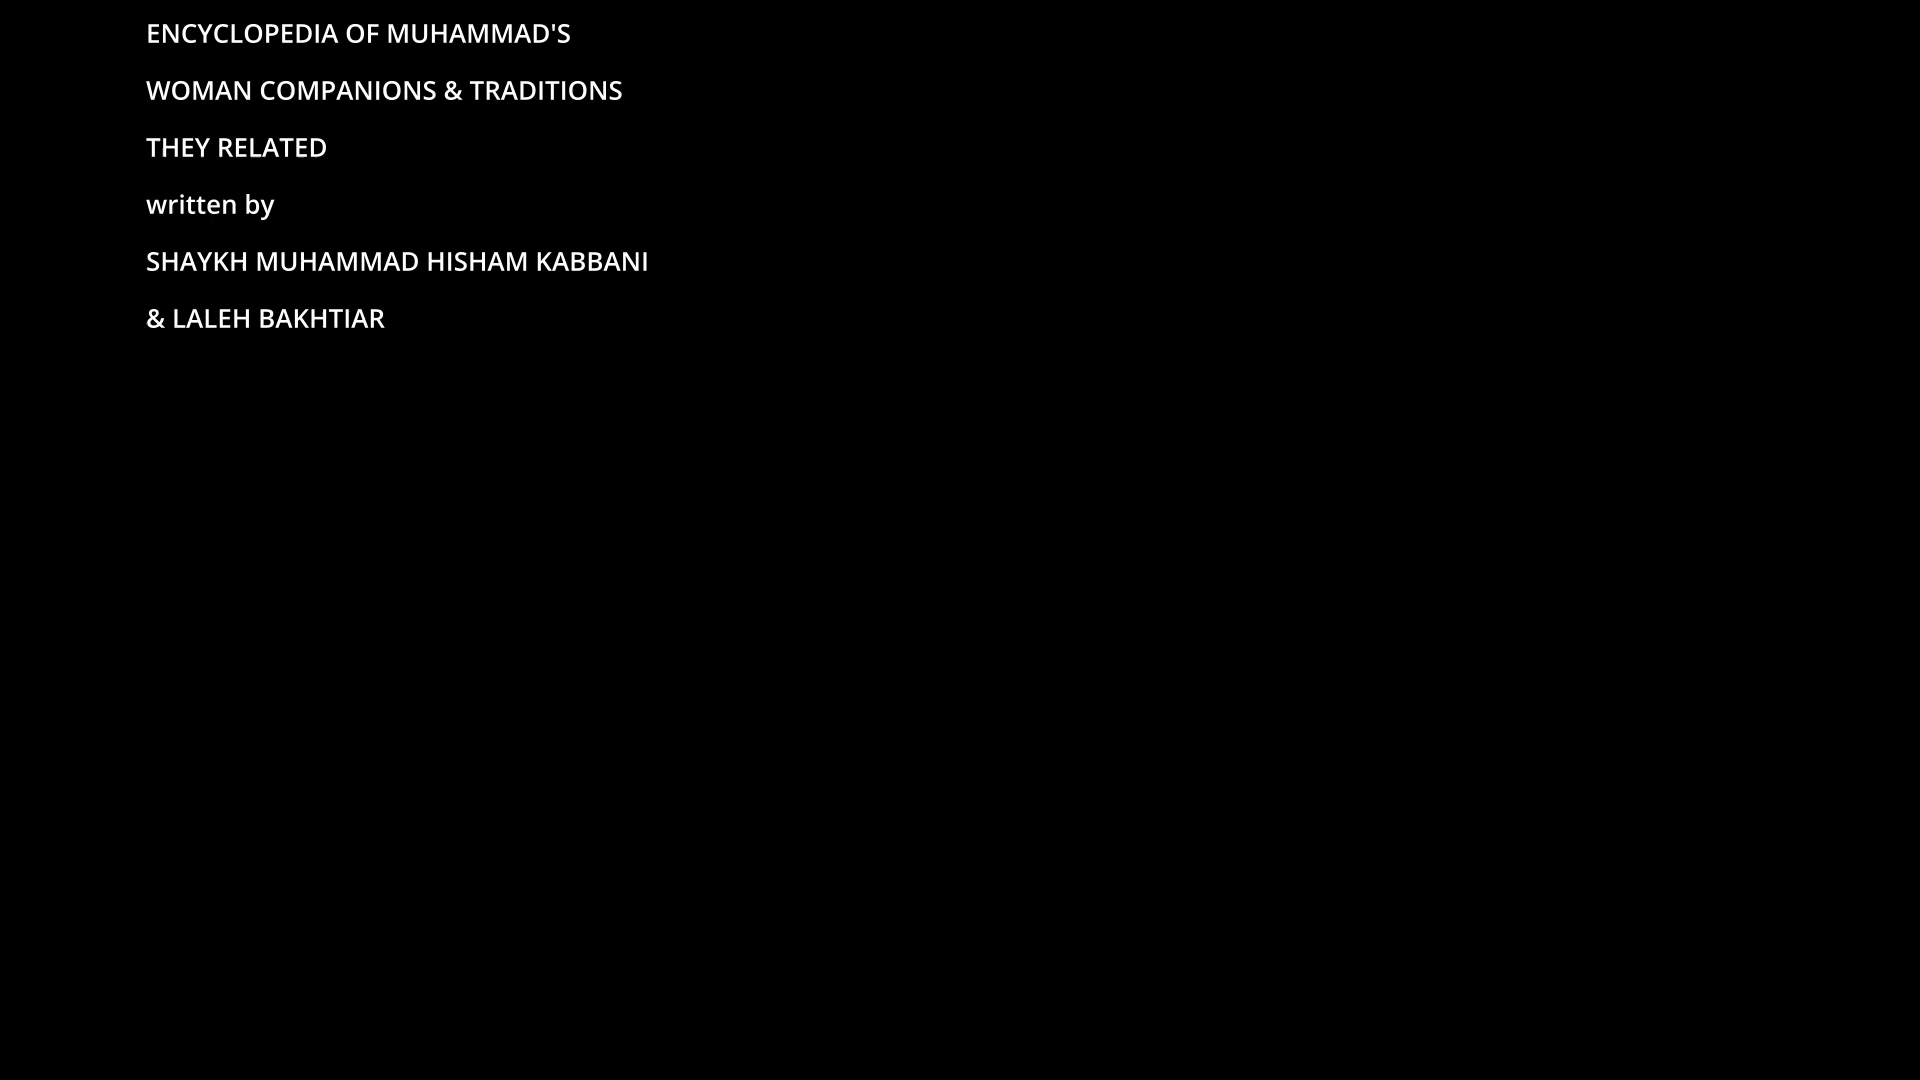 ENCYCLOPEDIA OF MUHAMMAD'S
WOMAN COMPANIONS & TRADITIONS
THEY RELATED
written by
SHAYKH MUHAMMAD HISHAM KABBANI
& LALEH BAKHTIAR